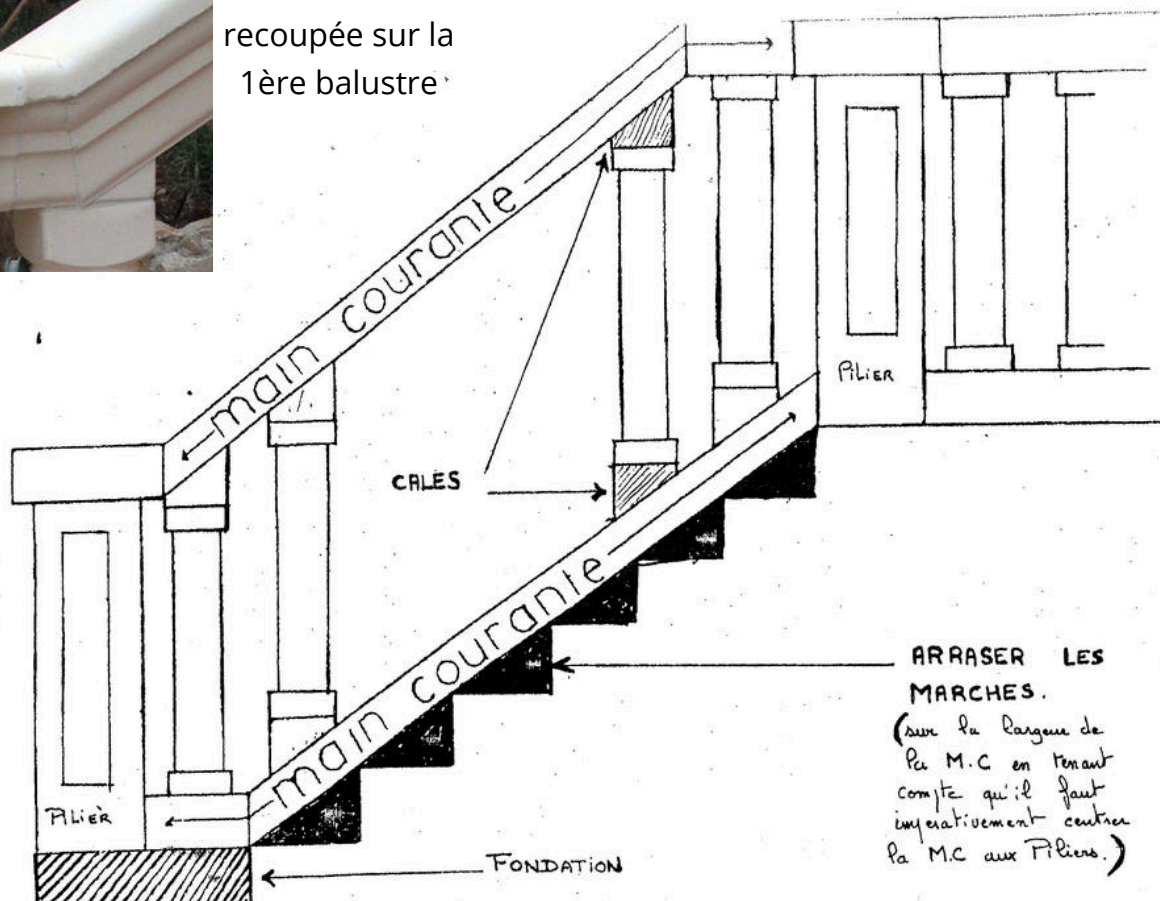 recoupée sur la
1ère balustre
main courante
PILIER
CALES
main courante
ARRASER LES
MARCHES.
(sur la largeur de
la M.C en tenant
compte qu'il faut
impérativement centrer
la M.C aux Piliers.)
PILIÈR
FONDATION